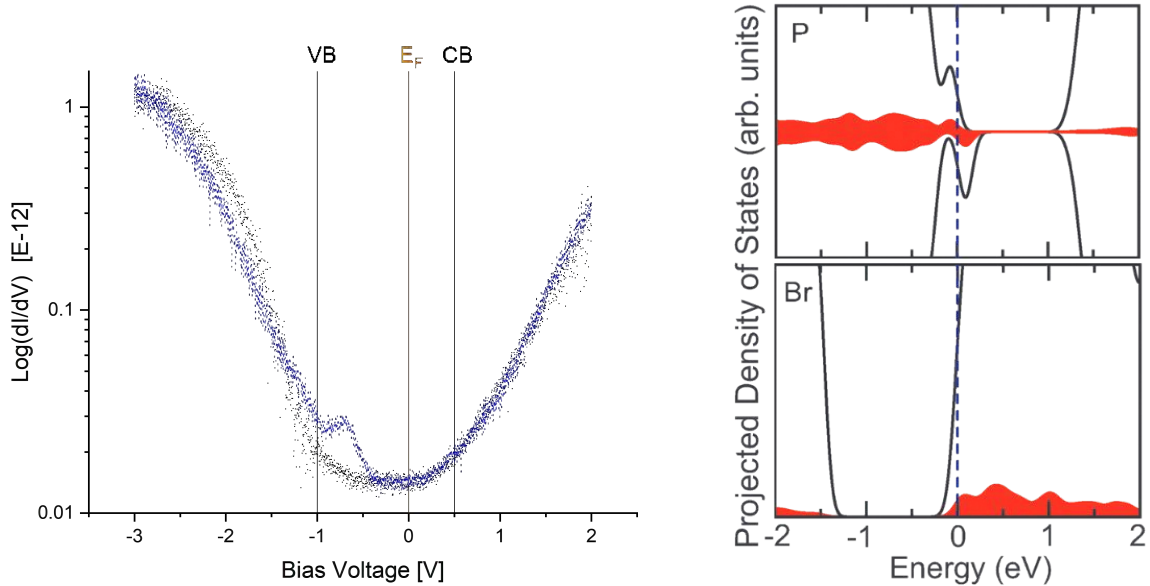 VB E_F CB
1
0.1
0.01
Log(dI/dV) [E-12]
-3 -2 -1 0 1 2
Bias Voltage [V]
P
Br
Projected Density of States (arb. units)
-2 -1 0 1 2
Energy (eV)